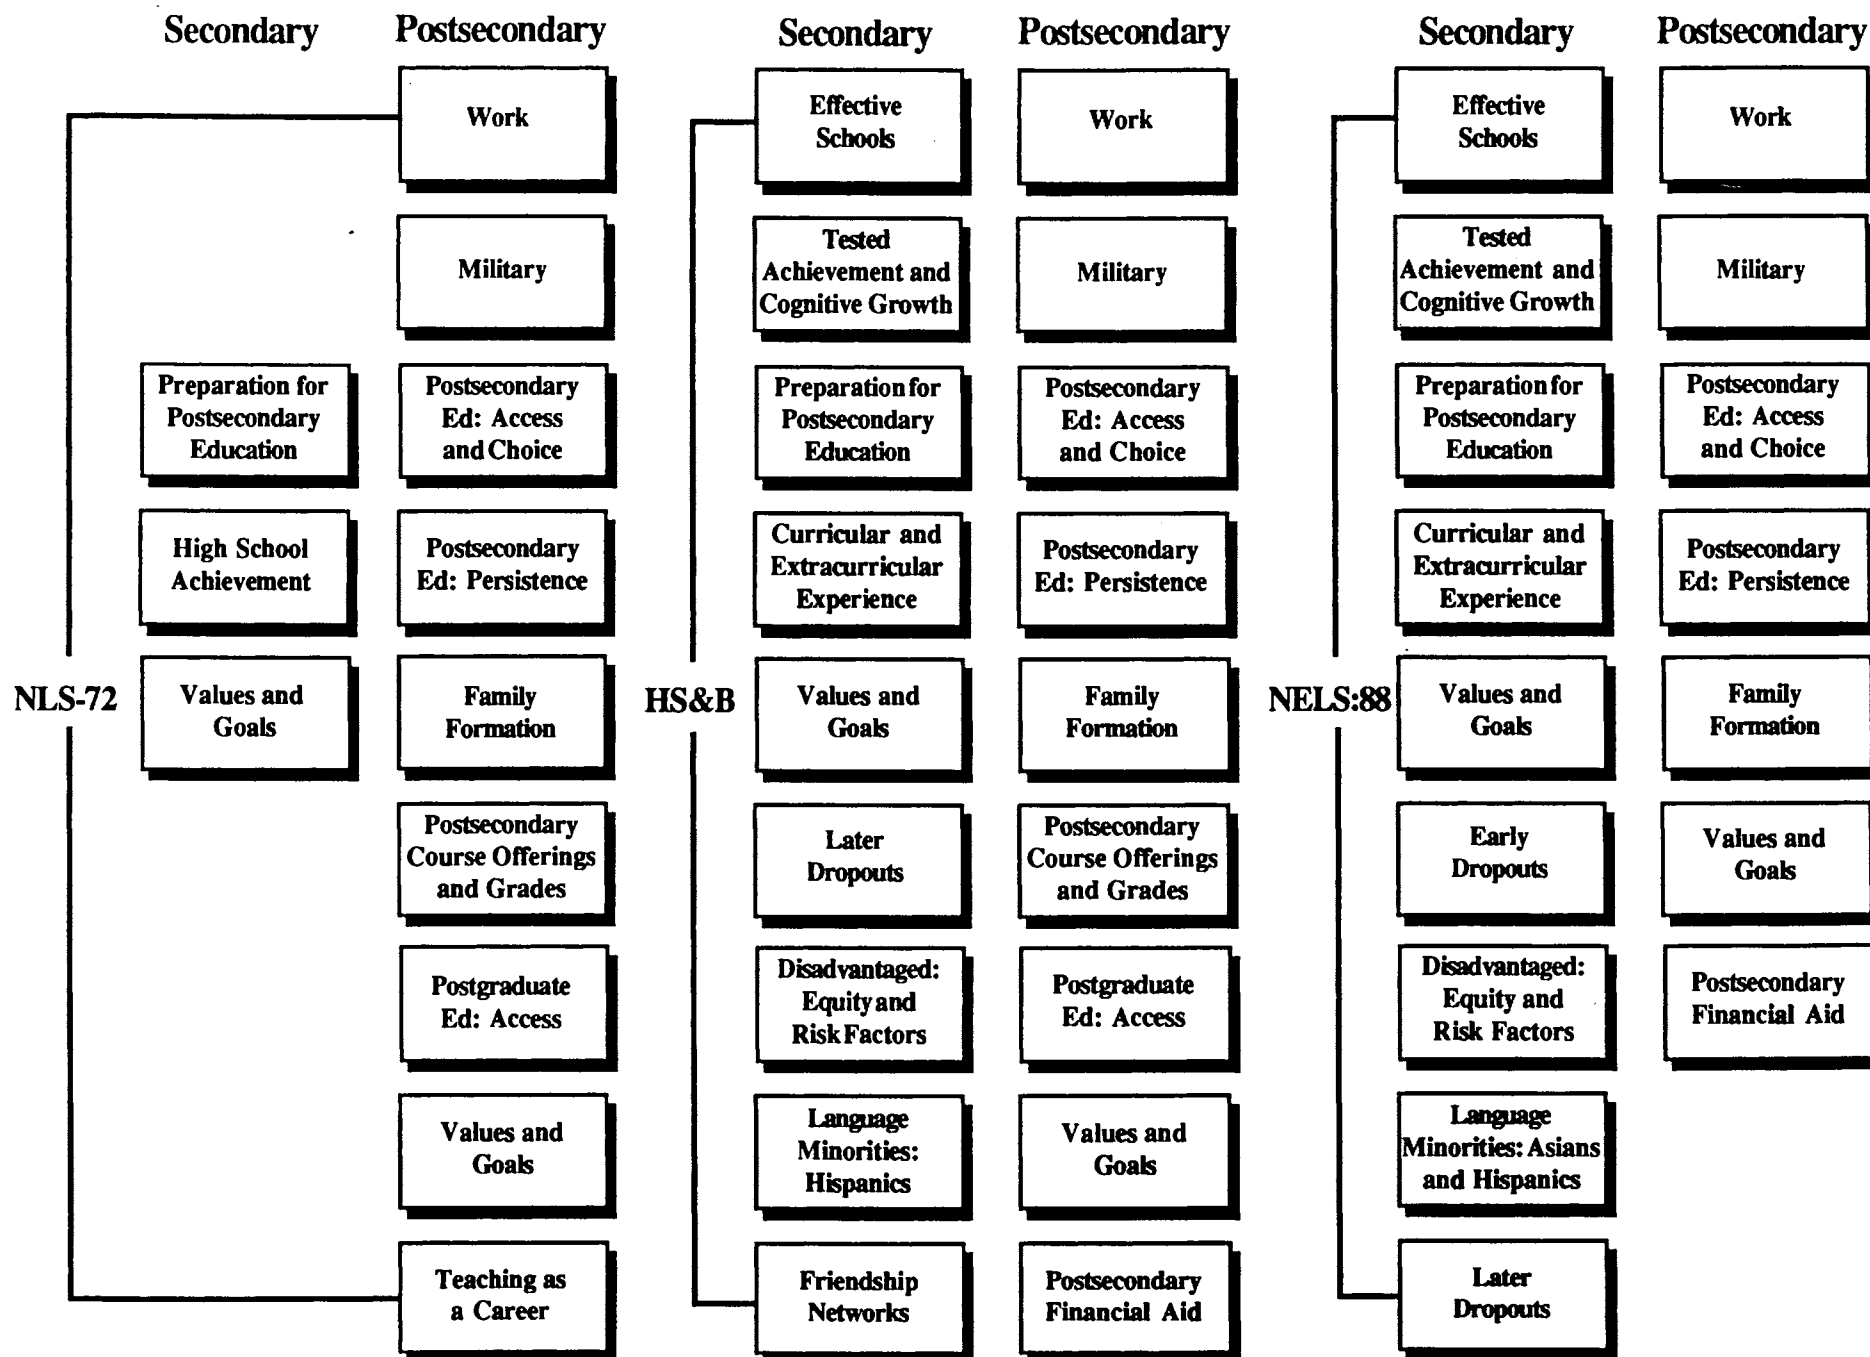 Secondary
Postsecondary
Work
Military
Preparation for
Postsecondary
Education
Postsecondary
Ed: Access
and Choice
High School
Achievement
Postsecondary
Ed: Persistence
NLS-72
Values and
Goals
Family
Formation
Postsecondary
Course Offerings
and Grades
Postgraduate
Ed: Access
Values and
Goals
Teaching as
a Career
Secondary
Postsecondary
Effective
Schools
Work
Tested
Achievement and
Cognitive Growth
Military
Preparation for
Postsecondary
Education
Postsecondary
Ed: Access
and Choice
Curricular and
Extracurricular
Experience
Postsecondary
Ed: Persistence
HS&B
Values and
Goals
Family
Formation
Later
Dropouts
Postsecondary
Course Offerings
and Grades
Disadvantaged:
Equity and
Risk Factors
Postgraduate
Ed: Access
Language
Minorities:
Hispanics
Values and
Goals
Friendship
Networks
Postsecondary
Financial Aid
Secondary
Postsecondary
Effective
Schools
Work
Tested
Achievement and
Cognitive Growth
Military
Preparation for
Postsecondary
Education
Postsecondary
Ed: Access
and Choice
Curricular and
Extracurricular
Experience
Postsecondary
Ed: Persistence
NELS:88
Values and
Goals
Family
Formation
Early
Dropouts
Values and
Goals
Disadvantaged:
Equity and
Risk Factors
Postsecondary
Financial Aid
Language
Minorities: Asians
and Hispanics
Later
Dropouts